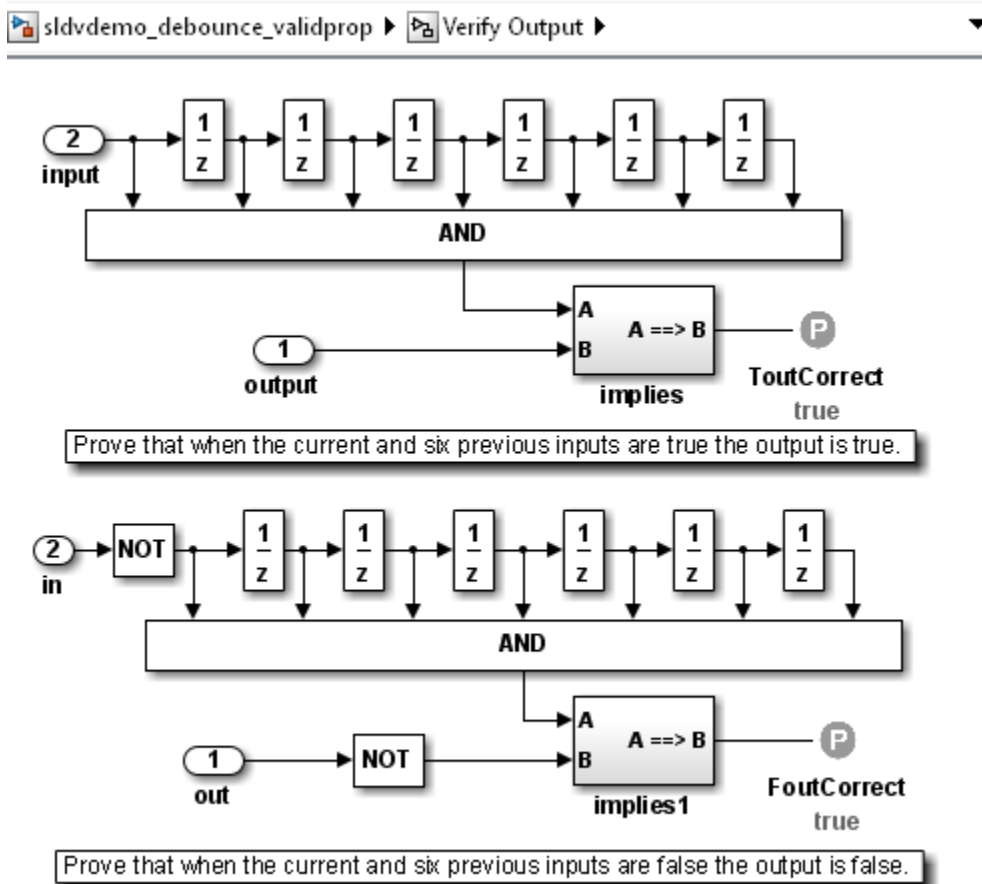 sldvdemo_debounce_validprop ▶ Verify Output ▶
2
input
1
z
1
z
1
z
1
z
1
z
1
z
AND
A
B
A ==> B
implies
1
output
P
ToutCorrect
true
Prove that when the current and six previous inputs are true the output is true.
2
in
NOT
1
z
1
z
1
z
1
z
1
z
1
z
AND
A
B
A ==> B
implies1
1
out
NOT
P
FoutCorrect
true
Prove that when the current and six previous inputs are false the output is false.